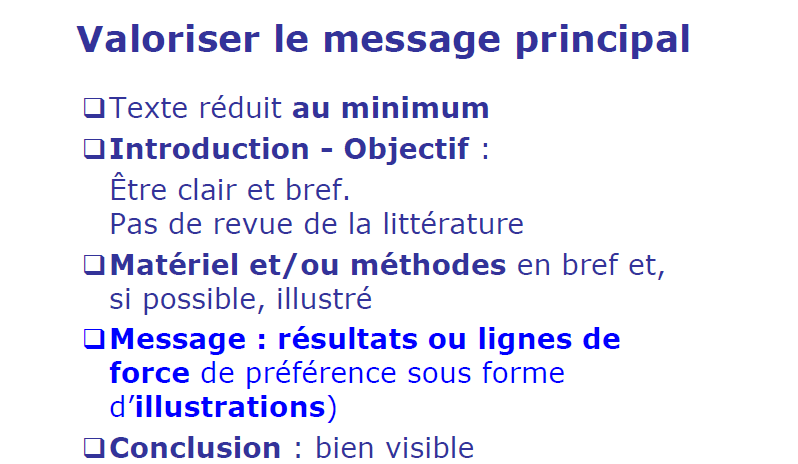 Valoriser le message principal
❑Texte réduit au minimum
❑Introduction – Objectif :
Être clair et bref.
Pas de revue de la littérature
❑Matériel et/ou méthodes en bref et,
si possible, illustré
❑Message : résultats ou lignes de
force de préférence sous forme
d’illustrations)
❑Conclusion : bien visible